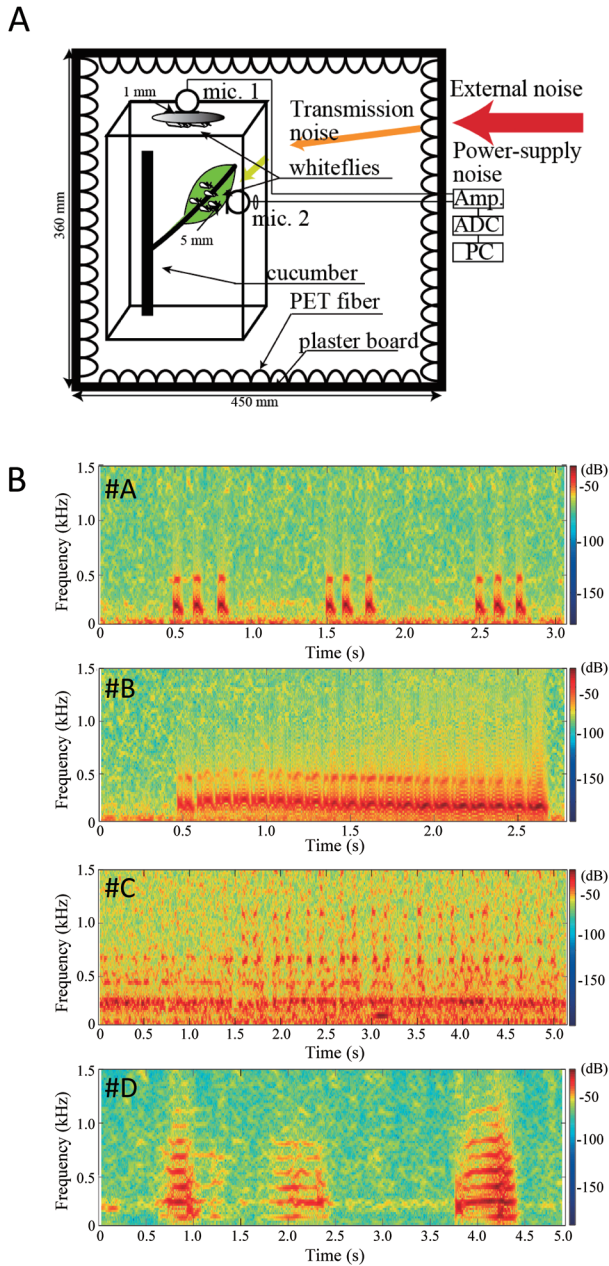 A
1 mm
mic. 1
Transmission
noise
External noise
Power-supply
noise
whiteflies
Amp.
ADC
PC
mic. 2
5 mm
cucumber
PET fiber
plaster board
360 mm
450 mm
B
#A
Frequency (kHz)
1.5
1.0
0.5
0
0.5 1.0 1.5 2.0 2.5 3.0
Time (s)
(dB)
-50
-100
-150
#B
Frequency (kHz)
1.5
1.0
0.5
0
0.5 1.0 1.5 2.0 2.5
Time (s)
(dB)
-50
-100
-150
#C
Frequency (kHz)
1.5
1.0
0.5
0
0 0.5 1.0 1.5 2.0 2.5 3.0 3.5 4.0 4.5 5.0
Time (s)
(dB)
-50
-100
-150
#D
Frequency (kHz)
1.5
1.0
0.5
0
0 0.5 1.0 1.5 2.0 2.5 3.0 3.5 4.0 4.5 5.0
Time (s)
(dB)
-50
-100
-150